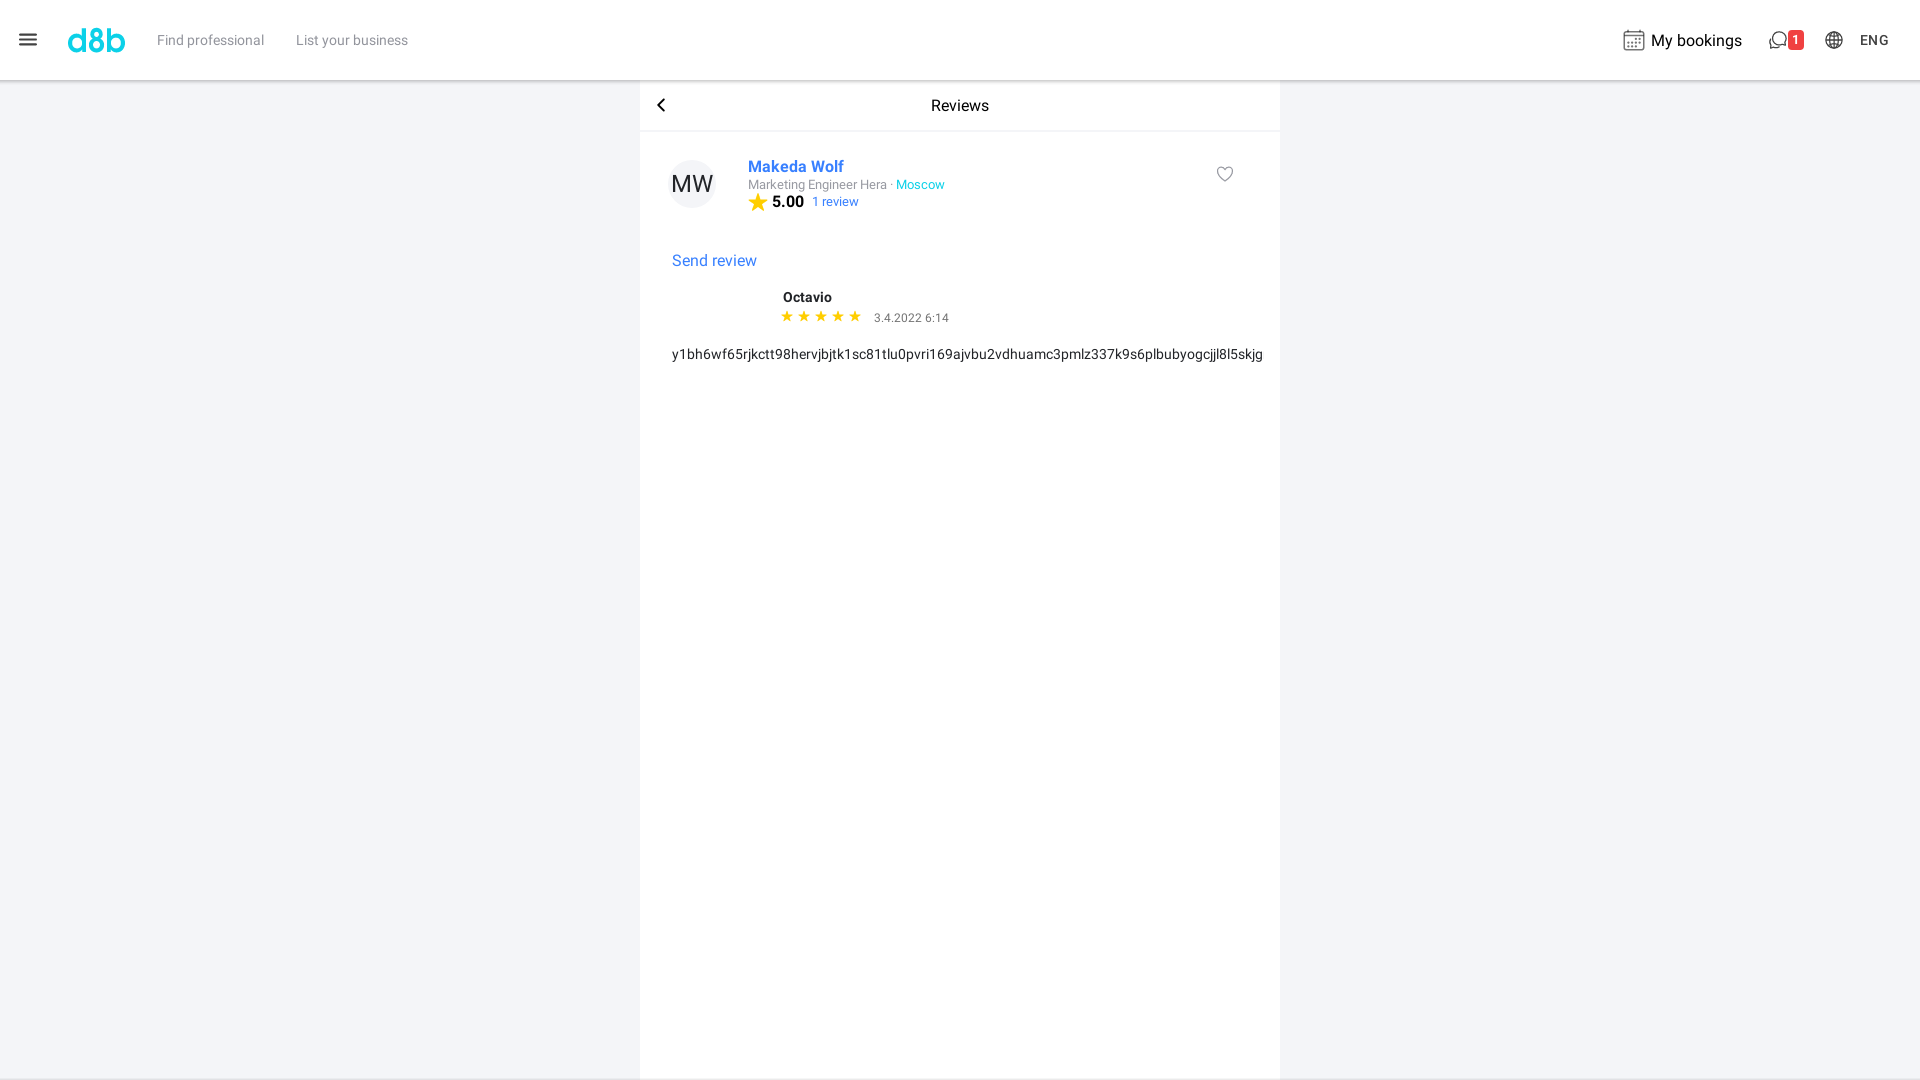 d8b Find professional List your business My bookings 1 ENG
Reviews
MW
Makeda Wolf
Marketing Engineer Hera · Moscow
5.00 1 review
Send review
Octavio
3.4.2022 6:14
y1bh6wf65rjkctt98hervjbjtk1sc81tlu0pvri169ajvbu2vdhuamc3pmlz337k9s6plbubyogcjjl8l5skjg